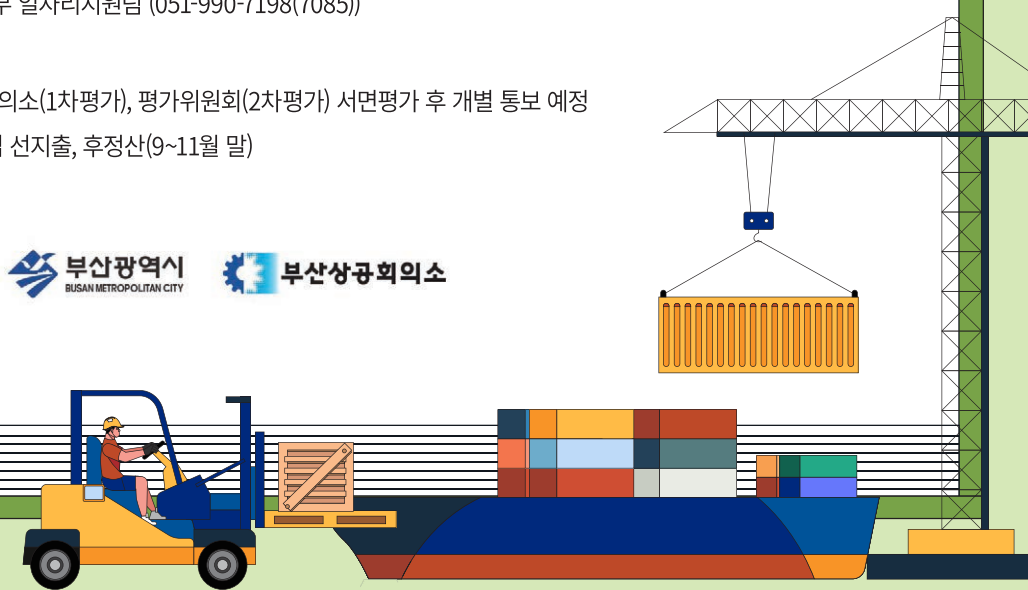 부 일자리지원팀 (051-990-7198(7085))
의소(1차평가), 평가위원회(2차평가) 서면평가 후 개별 통보 예정
선지출, 후정산(9~11월 말)
부산광역시
BUSAN METROPOLITAN CITY
부산상공회의소